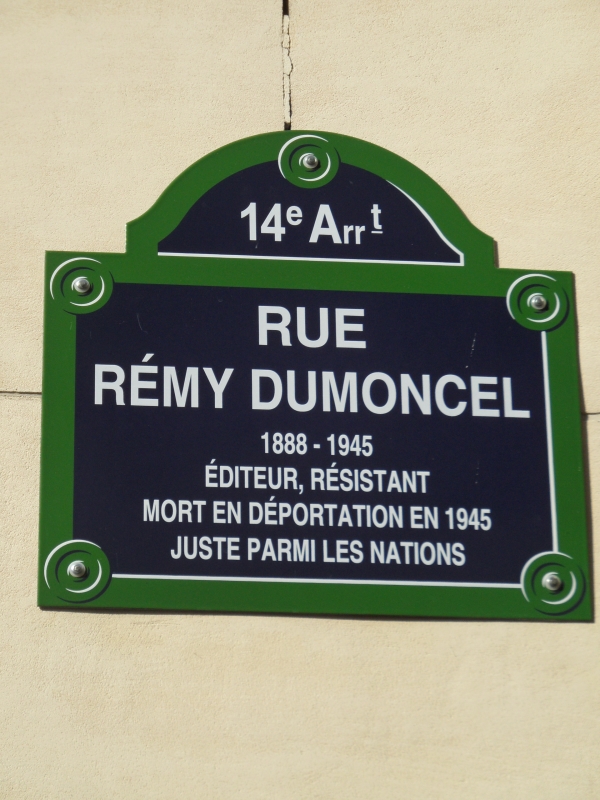 14e Arrt
RUE
RÉMY DUMONCEL
1888 - 1945
ÉDITEUR, RÉSISTANT
MORT EN DÉPORTATION EN 1945
JUSTE PARMI LES NATIONS